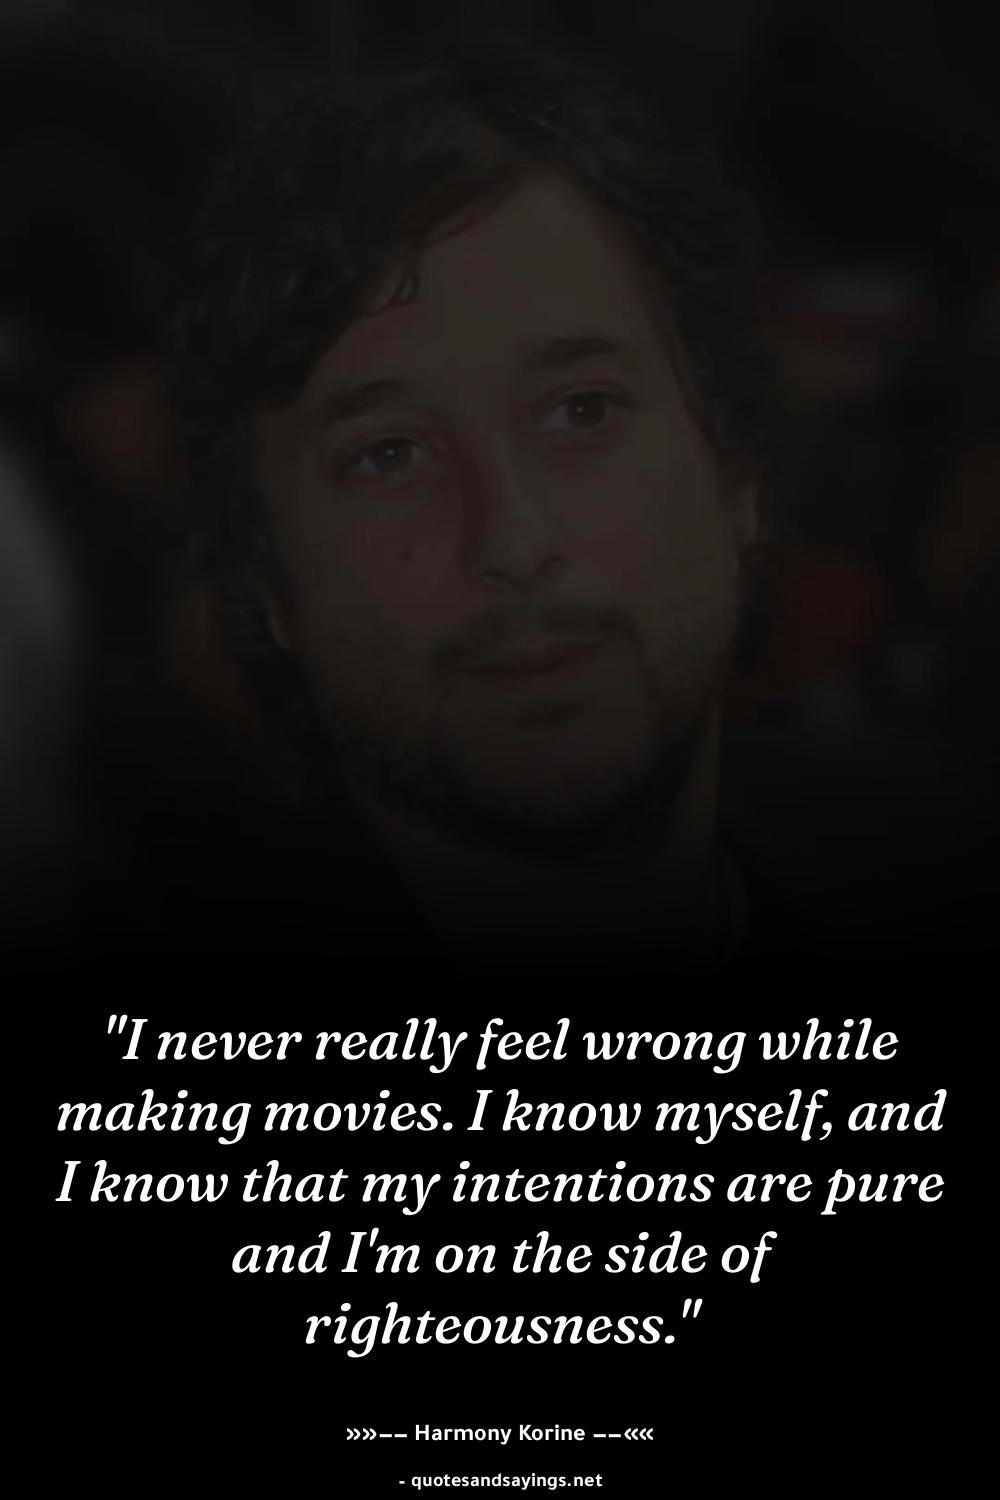 "I never really feel wrong while
making movies. I know myself, and
I know that my intentions are pure
and I'm on the side of
righteousness."
»»–– Harmony Korine ––««
- quotesandsayings.net